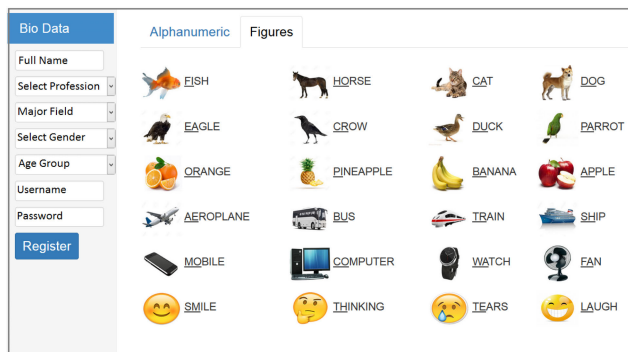 Bio Data
Alphanumeric Figures
Full Name
Select Profession
Major Field
Select Gender
Age Group
Username
Password
Register
FISH HORSE CAT DOG
EAGLE CROW DUCK PARROT
ORANGE PINEAPPLE BANANA APPLE
AEROPLANE BUS TRAIN SHIP
MOBILE COMPUTER WATCH FAN
SMILE THINKING TEARS LAUGH